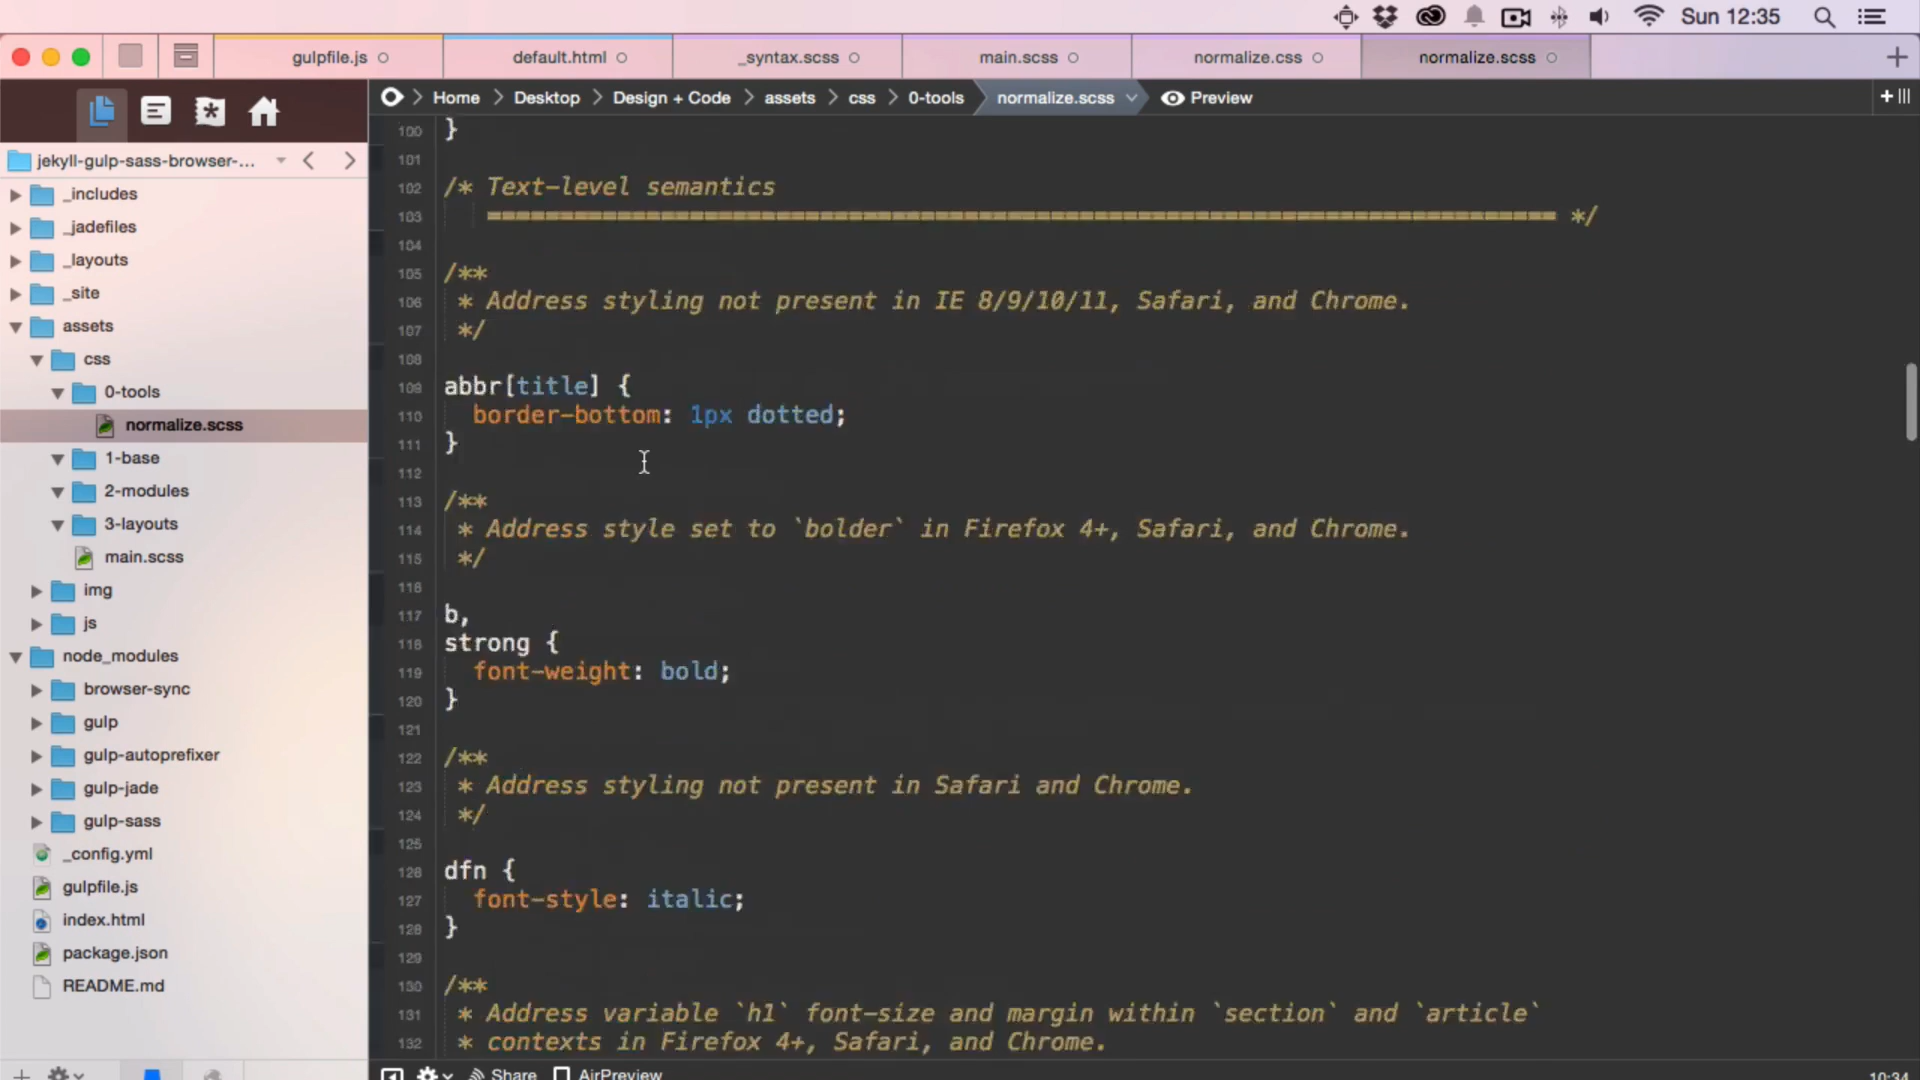 Sun 12:35
gulpfile.js
default.html
_syntax.scss
main.scss
normalize.css
normalize.scss
Home
Desktop
Design + Code
assets
css
0-tools
normalize.scss
Preview
jekyll-gulp-sass-browser-...
_includes
_jadefiles
_layouts
_site
assets
css
0-tools
normalize.scss
1-base
2-modules
3-layouts
main.scss
img
js
node_modules
browser-sync
gulp
gulp-autoprefixer
gulp-jade
gulp-sass
_config.yml
gulpfile.js
index.html
package.json
README.md
100 }
101
102 /* Text-level semantics
103 ========================================================================== */
104
105 /**
106 * Address styling not present in IE 8/9/10/11, Safari, and Chrome.
107 */
108
109 abbr[title] {
110 border-bottom: 1px dotted;
111 }
112
113 /**
114 * Address style set to `bolder` in Firefox 4+, Safari, and Chrome.
115 */
116
117 b,
118 strong {
119 font-weight: bold;
120 }
121
122 /**
123 * Address styling not present in Safari and Chrome.
124 */
125
126 dfn {
127 font-style: italic;
128 }
129
130 /**
131 * Address variable `h1` font-size and margin within `section` and `article`
132 * contexts in Firefox 4+, Safari, and Chrome.
Share
AirPreview
10:34